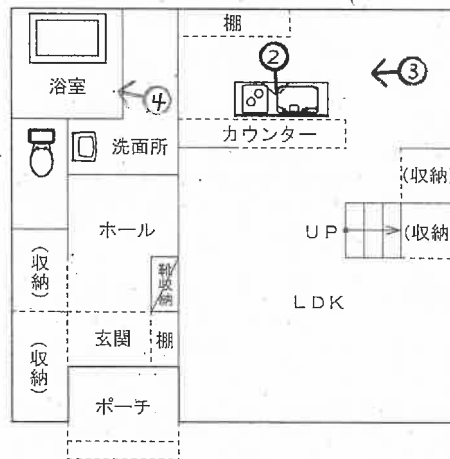 棚
②
③
浴室
④
カウンター
洗面所
(収納)
ホール
UP
(収納)
(収納)
靴収納
LDK
玄関
棚
(収納)
ポーチ